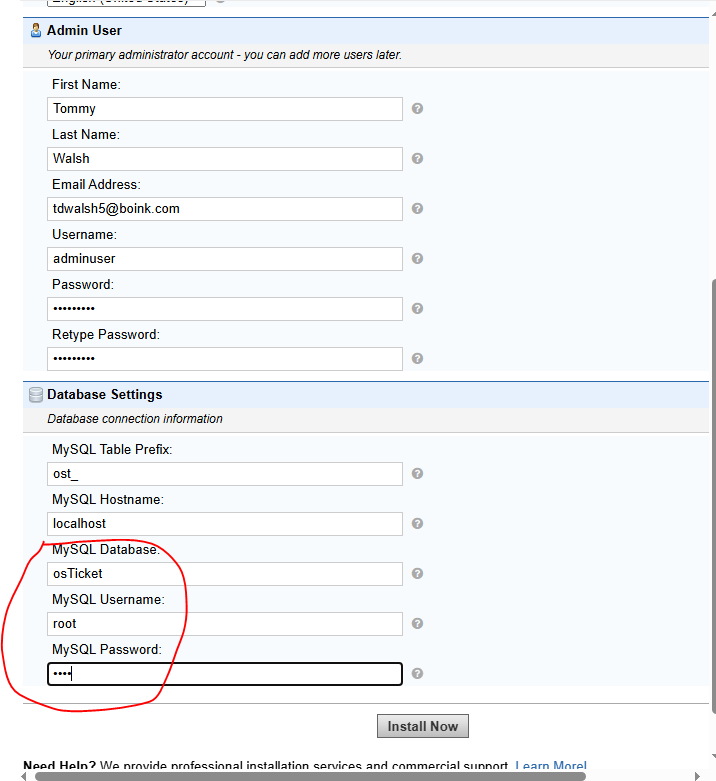 English (United States)
Admin User
Your primary administrator account - you can add more users later.
First Name:
Tommy
Last Name:
Walsh
Email Address:
tdwalsh5@boink.com
Username:
adminuser
Password:
•••••••••
Retype Password:
•••••••••
Database Settings
Database connection information
MySQL Table Prefix:
ost_
MySQL Hostname:
localhost
MySQL Database:
osTicket
MySQL Username:
root
MySQL Password:
••••
Install Now
Need Help? We provide professional installation services and commercial support. Learn More!